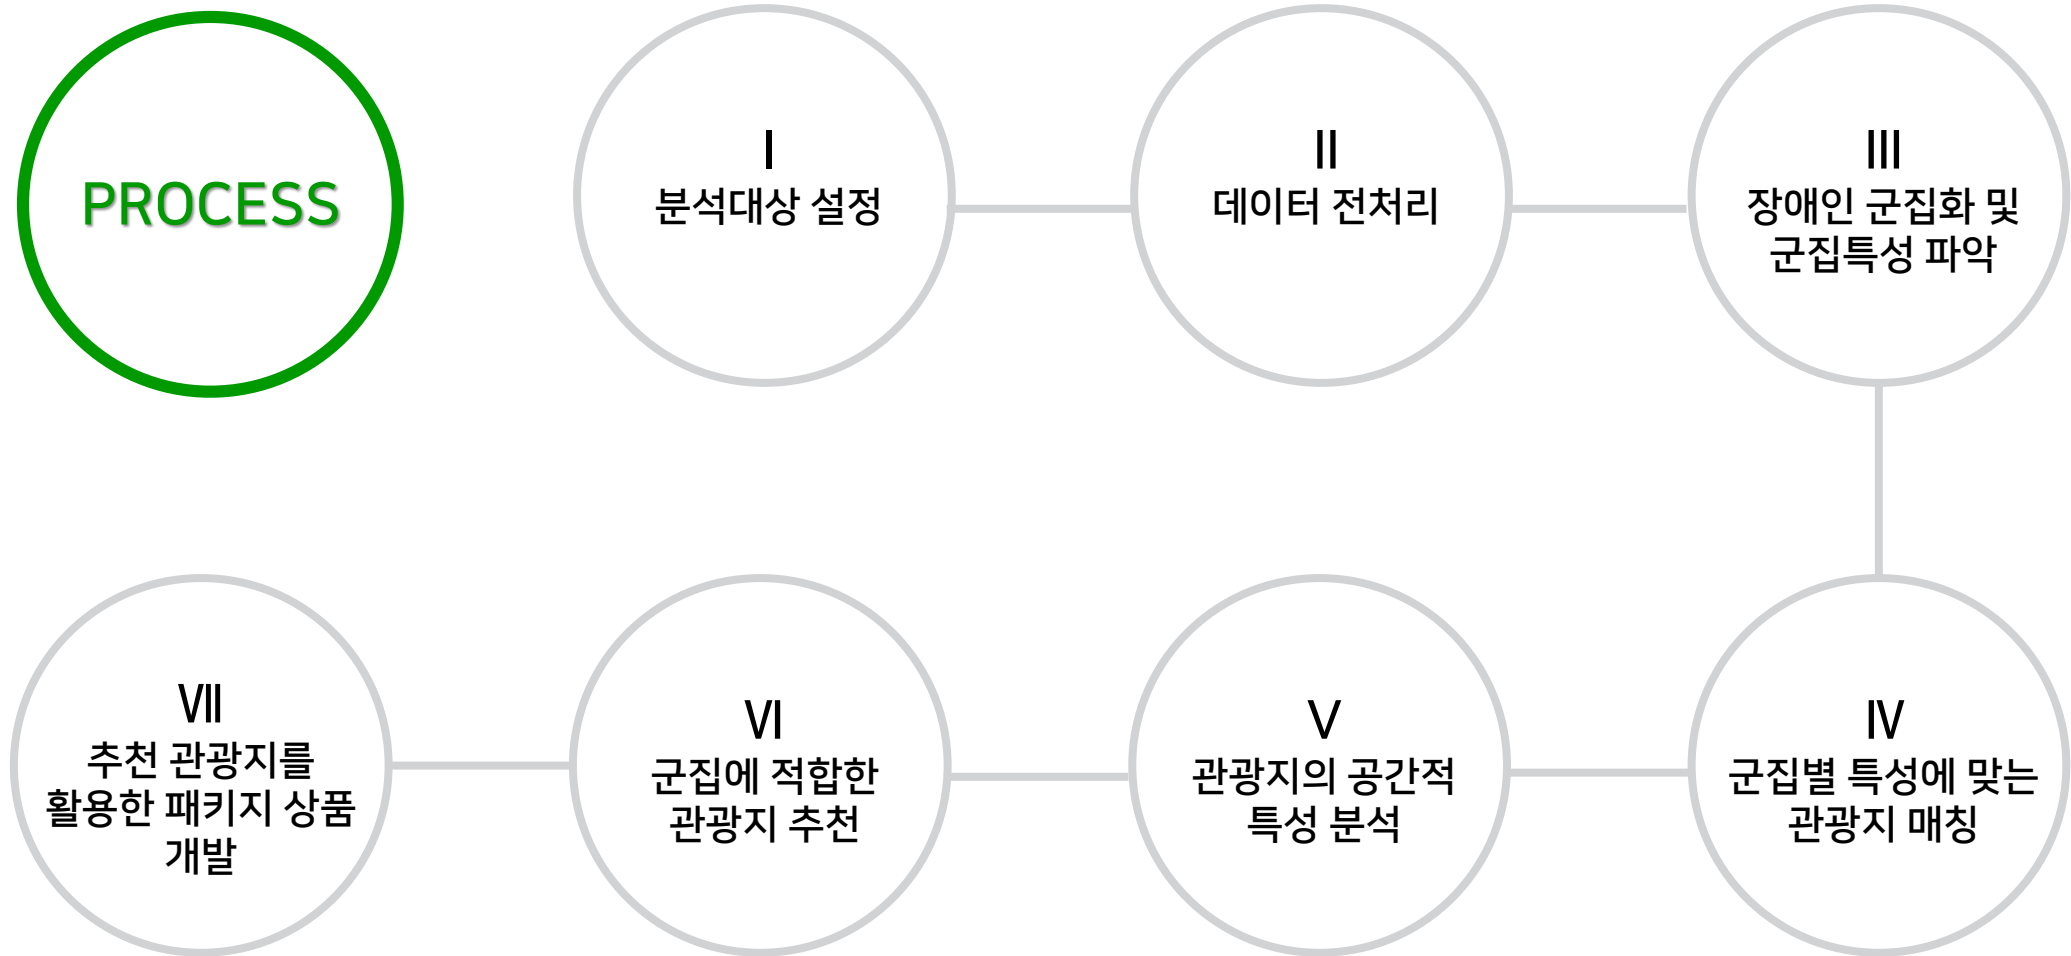 PROCESS
Ⅰ
분석대상 설정
Ⅱ
데이터 전처리
Ⅲ
장애인 군집화 및
군집특성 파악
Ⅳ
군집별 특성에 맞는
관광지 매칭
Ⅴ
관광지의 공간적
특성 분석
Ⅵ
군집에 적합한
관광지 추천
Ⅶ
추천 관광지를
활용한 패키지 상품
개발